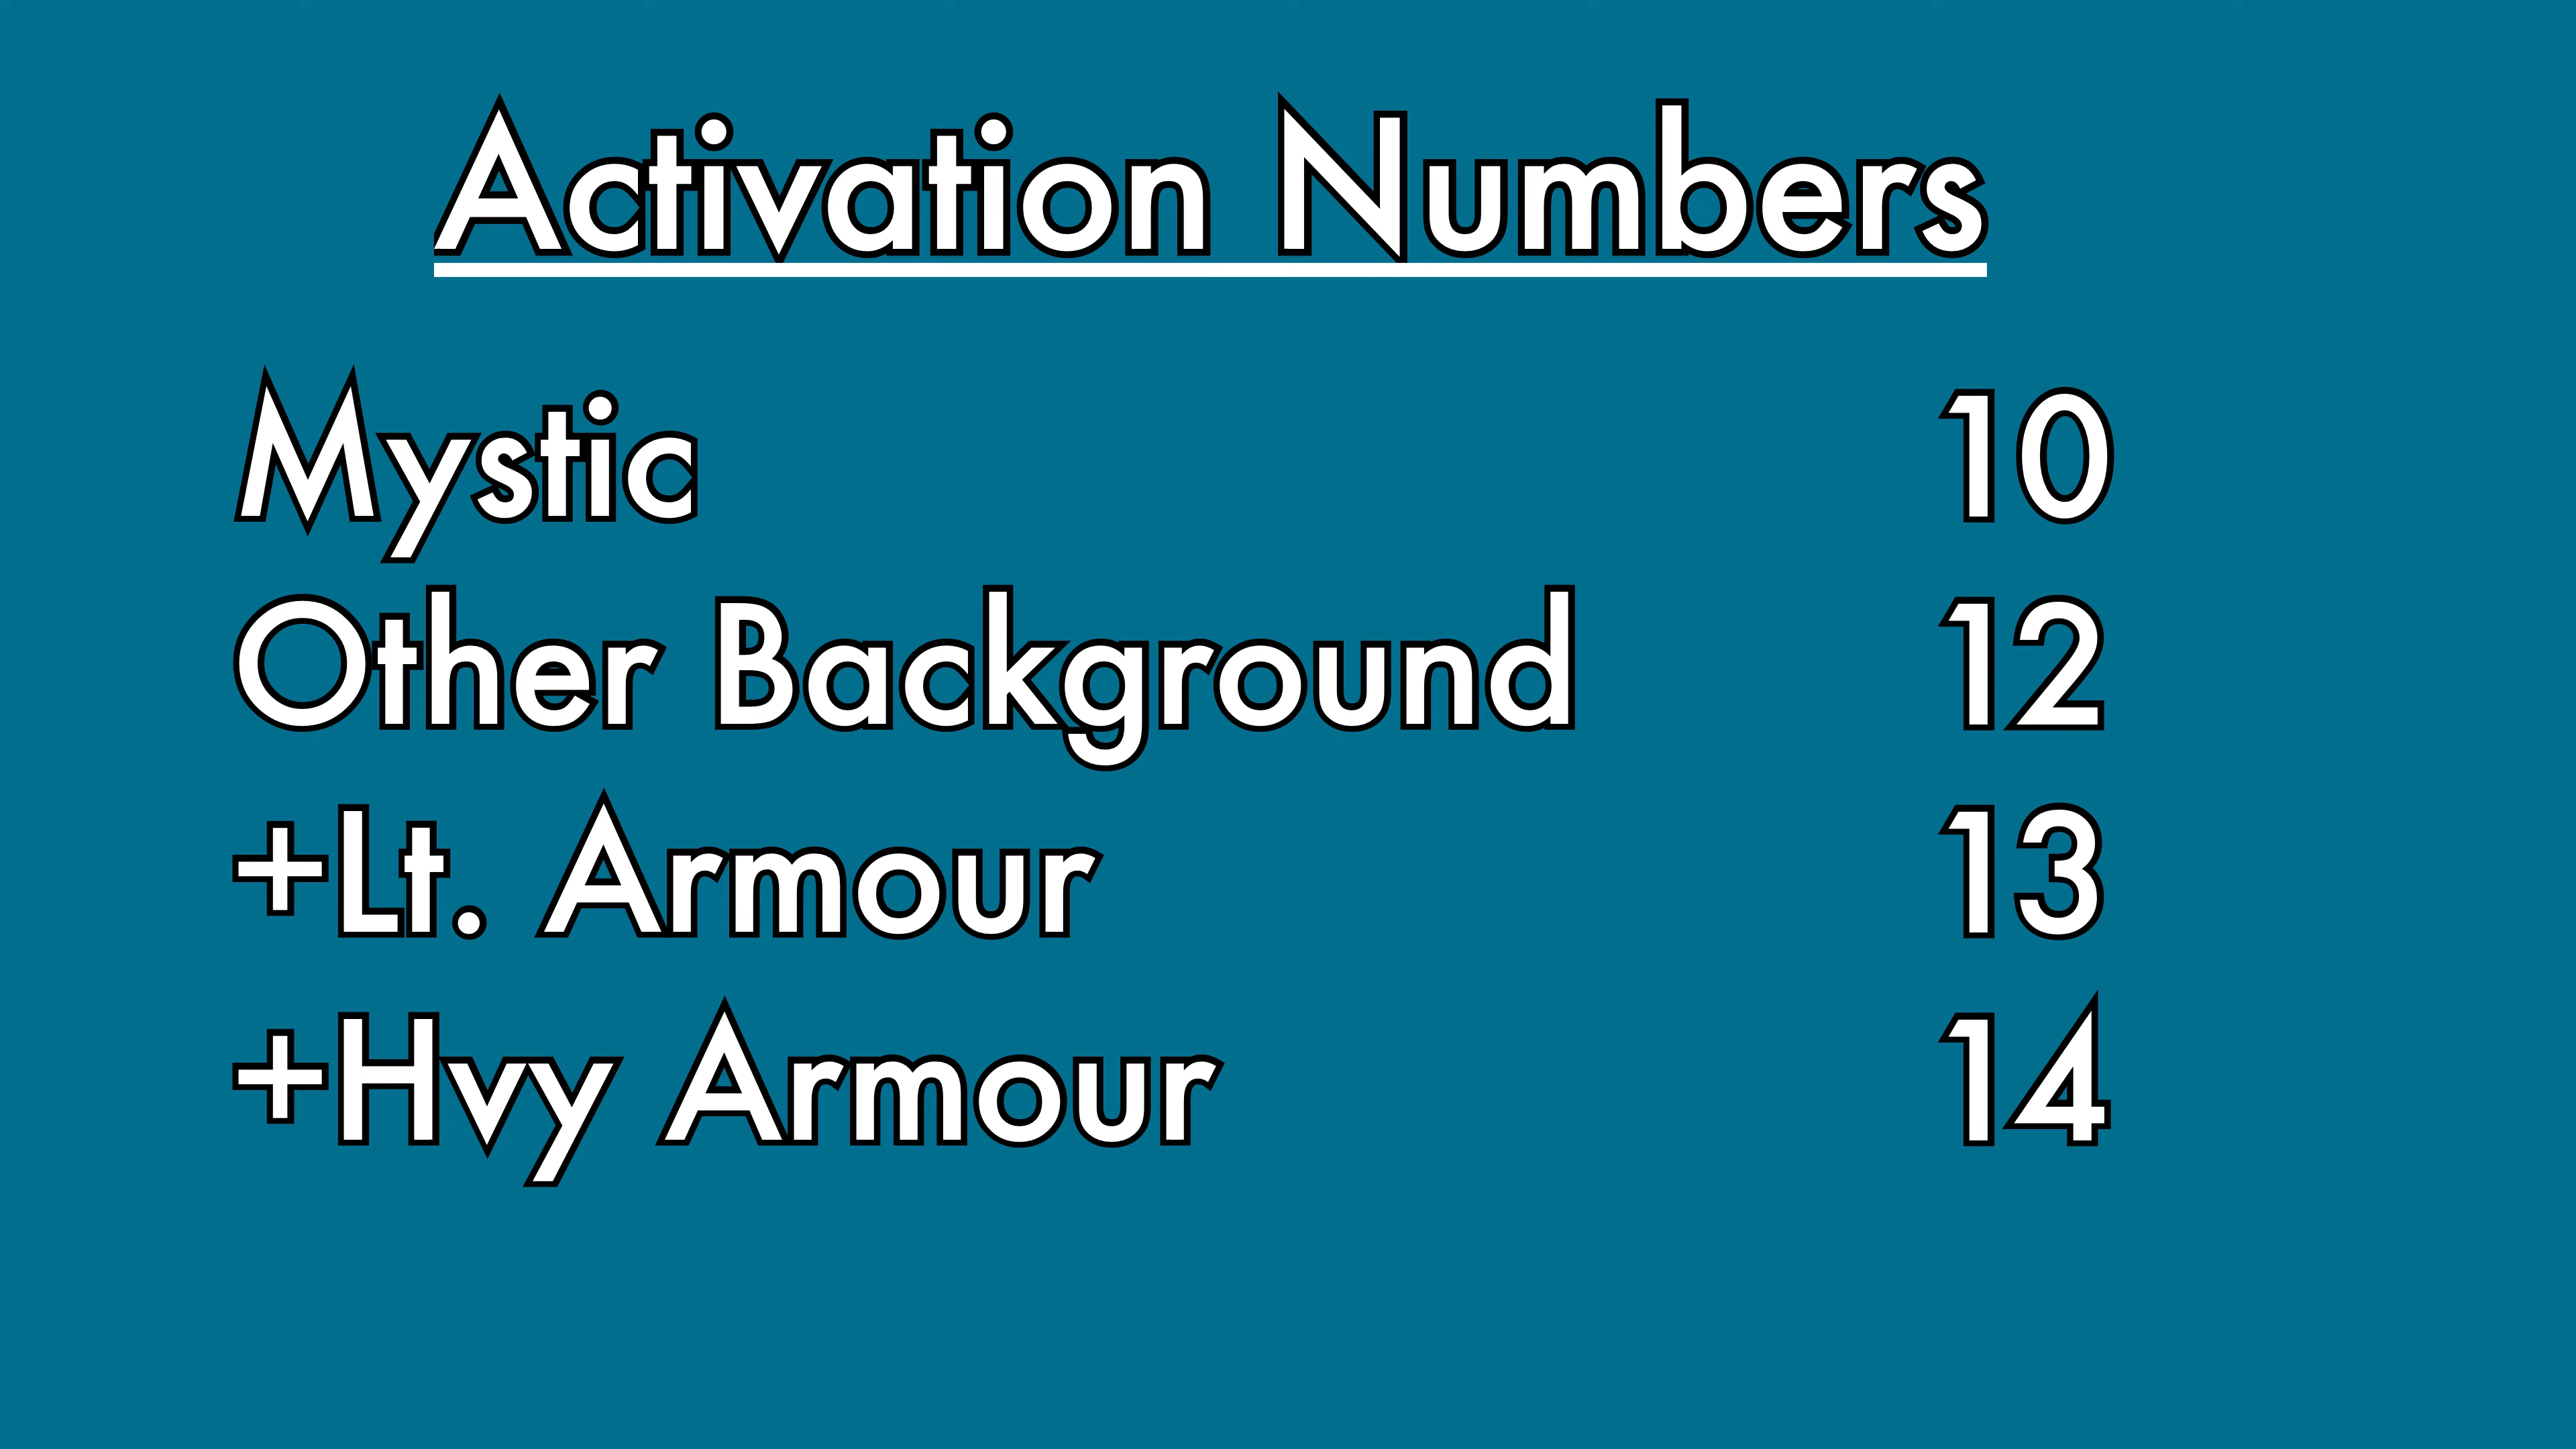 Activation Numbers
Mystic 10
Other Background 12
+Lt. Armour 13
+Hvy Armour 14